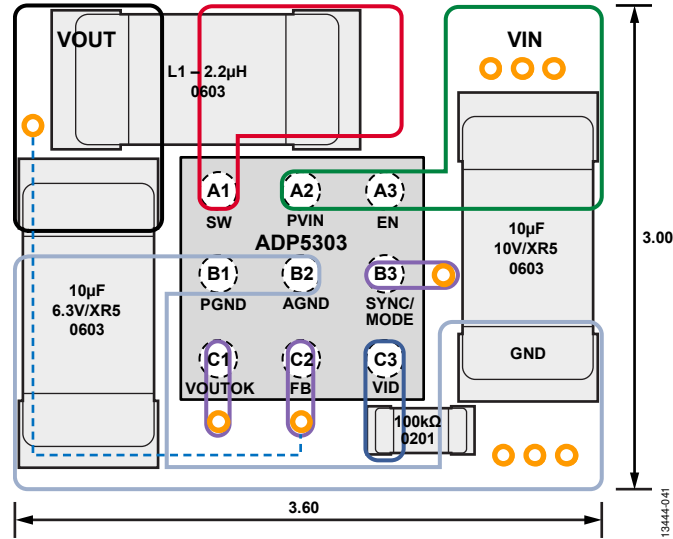 VOUT
VIN
L1 – 2.2µH
0603
A1
A2
A3
SW
PVIN
EN
ADP5303
10µF
10V/XR5
0603
3.00
B1
B2
B3
PGND
AGND
SYNC/
MODE
10µF
6.3V/XR5
0603
GND
C1
C2
C3
VOUTOK
FB
VID
100kΩ
0201
3.60
13444-041